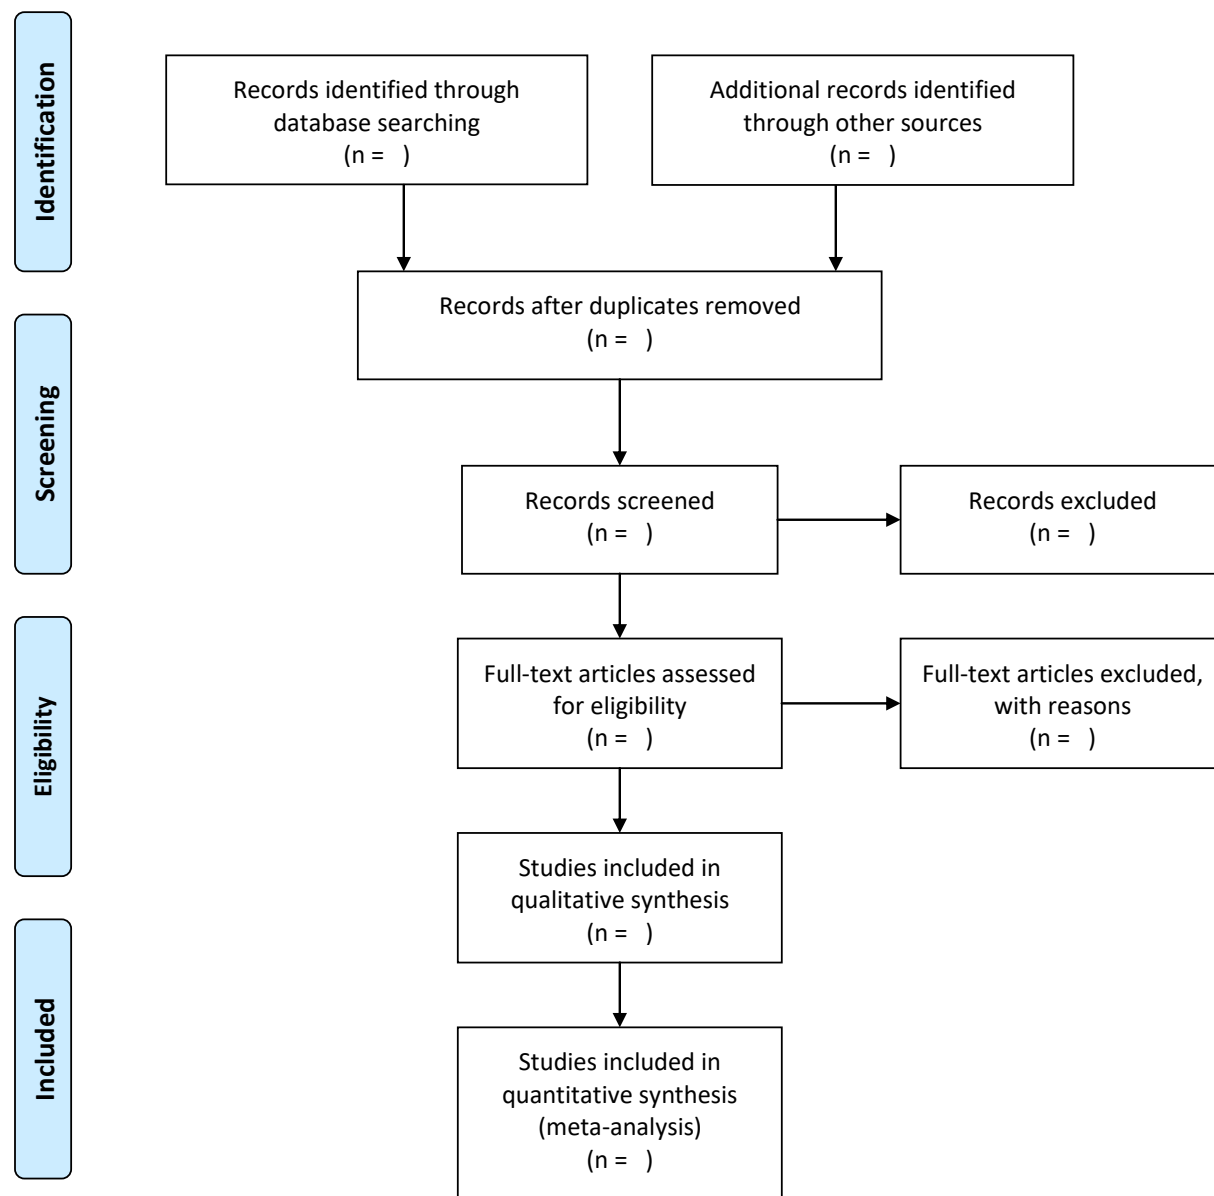 Identification
Records identified through
database searching
(n =   )
Additional records identified
through other sources
(n =   )
Records after duplicates removed
(n =   )
Screening
Records screened
(n =   )
Records excluded
(n =   )
Eligibility
Full-text articles assessed
for eligibility
(n =   )
Full-text articles excluded,
with reasons
(n =   )
Studies included in
qualitative synthesis
(n =   )
Included
Studies included in
quantitative synthesis
(meta-analysis)
(n =   )